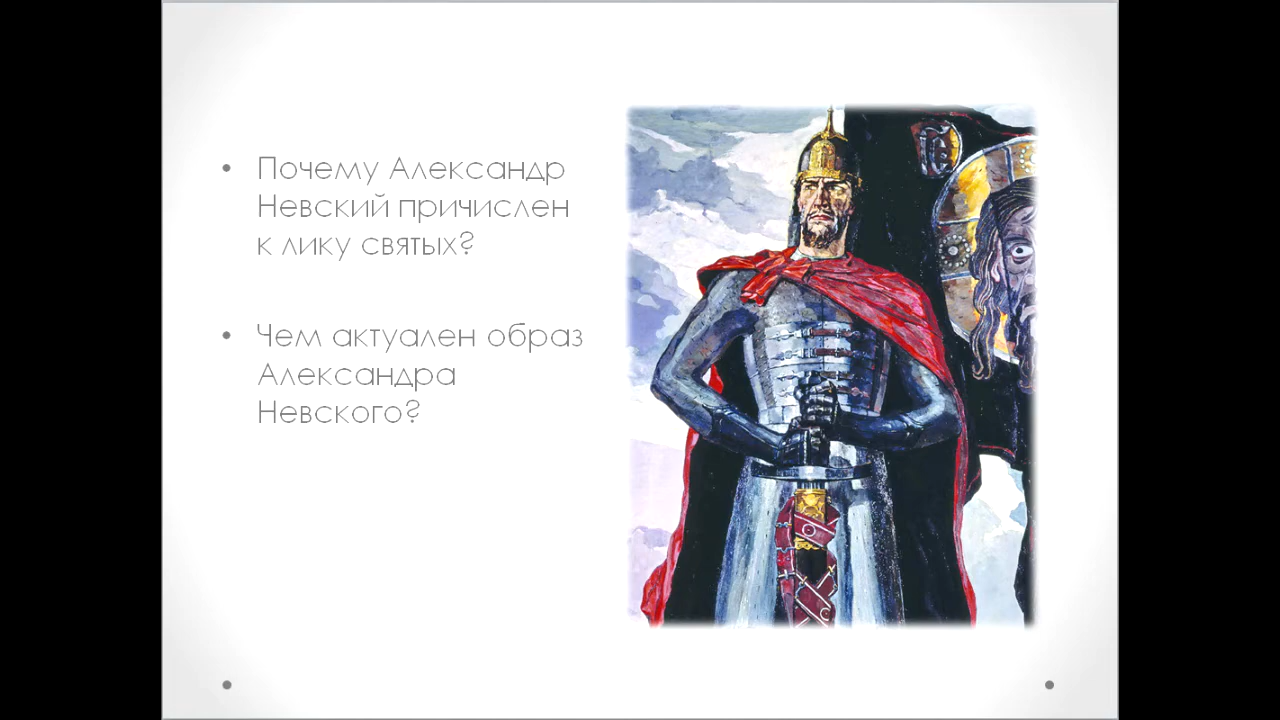 • Почему Александр
Невский причислен
к лику святых?
• Чем актуален образ
Александра
Невского?